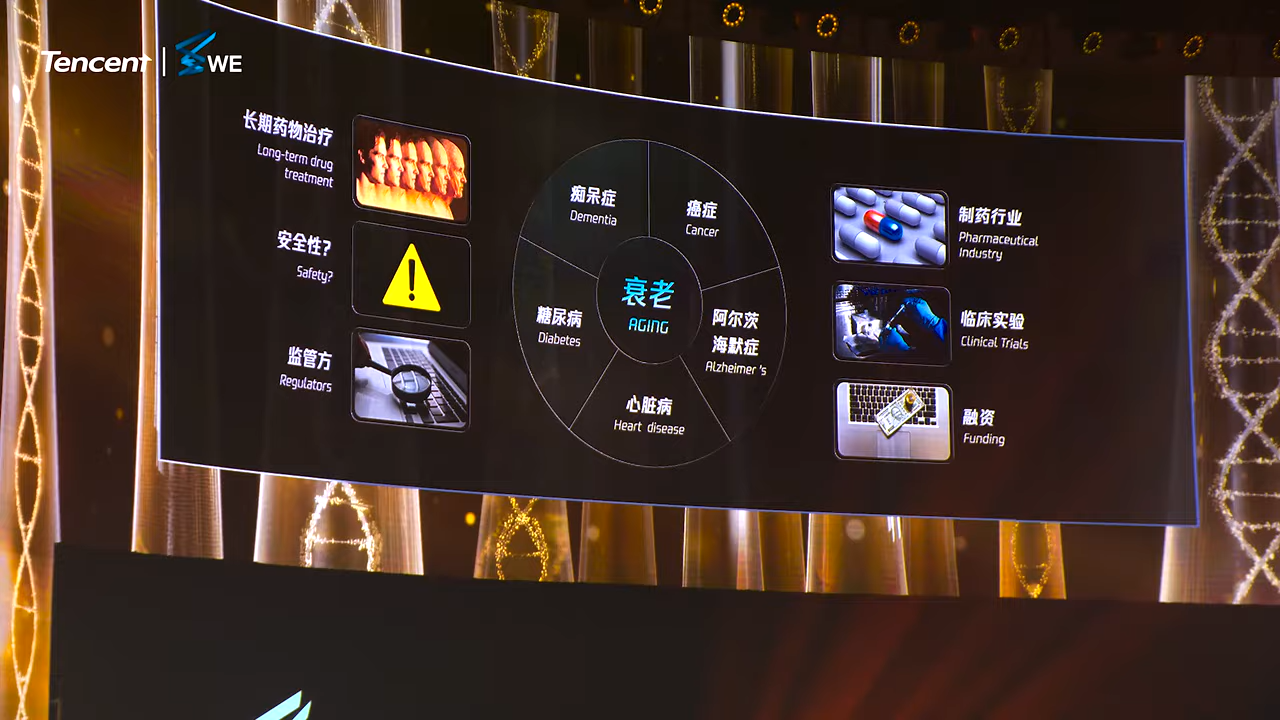 Tencent | WE
长期药物治疗
Long-term drug
treatment
安全性?
Safety?
监管方
Regulators
痴呆症
Dementia
癌症
Cancer
衰老
AGING
糖尿病
Diabetes
阿尔茨
海默症
Alzheimer 's
心脏病
Heart disease
制药行业
Pharmaceutical
Industry
临床实验
Clinical Trials
融资
Funding